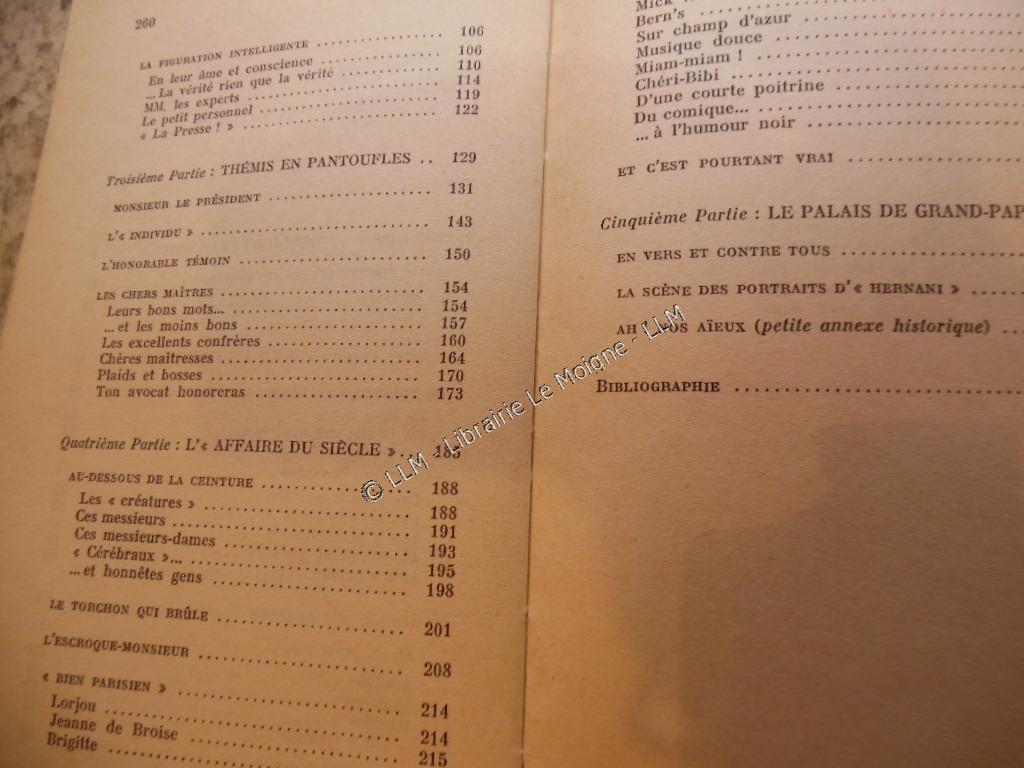 260
LA FIGURATION INTELLIGENTE .................. 106
En leur âme et conscience .................. 106
...La vérité rien que la vérité .............. 110
MM. les experts .......................... 114
Le petit personnel ........................ 119
« La Presse ! » ............................ 122
Troisième Partie : THÉMIS EN PANTOUFLES .. 129
MONSIEUR LE PRÉSIDENT ........................ 131
L'« INDIVIDU » .................................. 143
L'HONORABLE TÉMOIN .......................... 150
LES CHERS MAÎTRES .............................. 154
Leurs bons mots... .......................... 154
...et les moins bons ........................ 157
Les excellents confrères .................... 160
Chères maitresses .......................... 164
Plaids et bosses ............................ 170
Ton avocat honoreras ...................... 173
Quatrième Partie : L'« AFFAIRE DU SIÈCLE » ....
AU-DESSOUS DE LA CEINTURE .................. 188
Les « créatures » ............................ 188
Ces messieurs .............................. 191
Ces messieurs-dames ........................ 193
« Cérébraux »... ............................ 195
...et honnêtes gens ........................ 198
LE TORCHON QUI BRÛLE ........................ 201
L'ESCROQUE-MONSIEUR .......................... 208
« BIEN PARISIEN » .............................. 214
Lorjou .................................... 214
Jeanne de Broise .......................... 215
Brigitte
Bern's ..................
Sur champ d'azur ..................
Musique douce ..................
Miam-miam ! ..................
Chéri-Bibi ..................
D'une courte poitrine ..................
Du comique... ..................
... à l'humour noir ..................
ET C'EST POURTANT VRAI ..................
Cinquième Partie : LE PALAIS DE GRAND-PAP
EN VERS ET CONTRE TOUS ..................
LA SCÈNE DES PORTRAITS D'« HERNANI » ......
AH ! NOS AÏEUX (petite annexe historique) ....
BIBLIOGRAPHIE ..............................
© LLM - Librairie Le Moigne - LLM